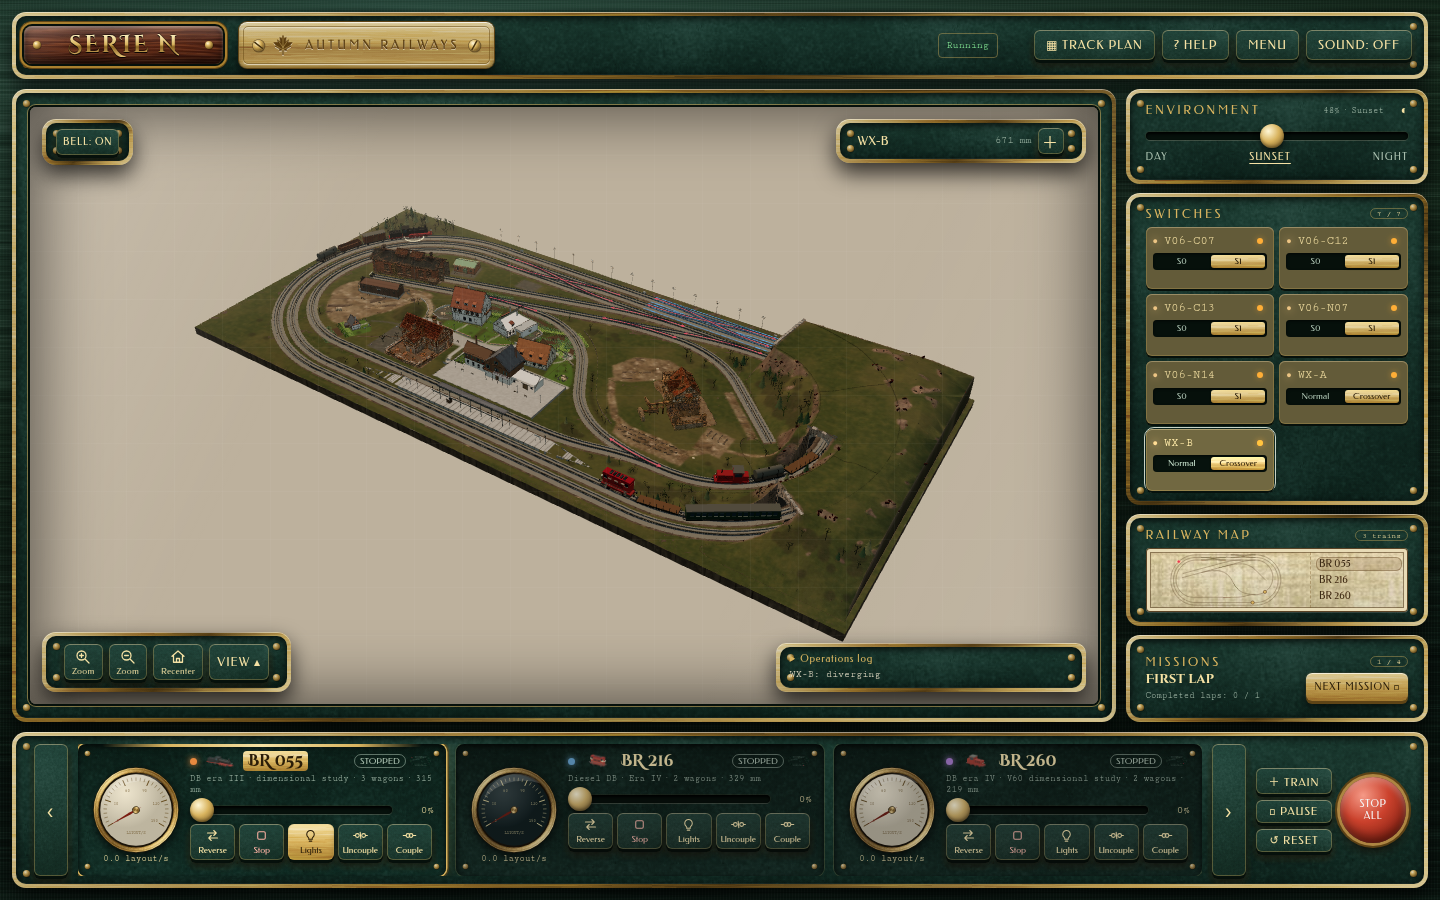 SERIE N
AUTUMN RAILWAYS
Running
▦ TRACK PLAN
? HELP
MENU
SOUND: OFF
BELL: ON
WX-B
671 mm
ENVIRONMENT
48% · Sunset
DAY
SUNSET
NIGHT
SWITCHES
7 / 7
V06-C07
S0 S1
V06-C12
S0 S1
V06-C13
S0 S1
V06-N07
S0 S1
V06-N14
S0 S1
WX-A
Normal Crossover
WX-B
Normal Crossover
RAILWAY MAP
3 trains
BR 055
BR 216
BR 260
MISSIONS
1 / 4
FIRST LAP
Completed laps: 0 / 1
NEXT MISSION
Zoom
Zoom
Recenter
VIEW ▴
Operations log
WX-B: diverging
BR 055
STOPPED
DB era III · dimensional study · 3 wagons · 315
mm
0%
Reverse
Stop
Lights
Uncouple
Couple
0.0 layout/s
BR 216
STOPPED
Diesel DB · Era IV · 2 wagons · 329 mm
0%
Reverse
Stop
Lights
Uncouple
Couple
0.0 layout/s
BR 260
STOPPED
DB era IV · V60 dimensional study · 2 wagons ·
219 mm
0%
Reverse
Stop
Lights
Uncouple
Couple
0.0 layout/s
+ TRAIN
PAUSE
↺ RESET
STOP
ALL